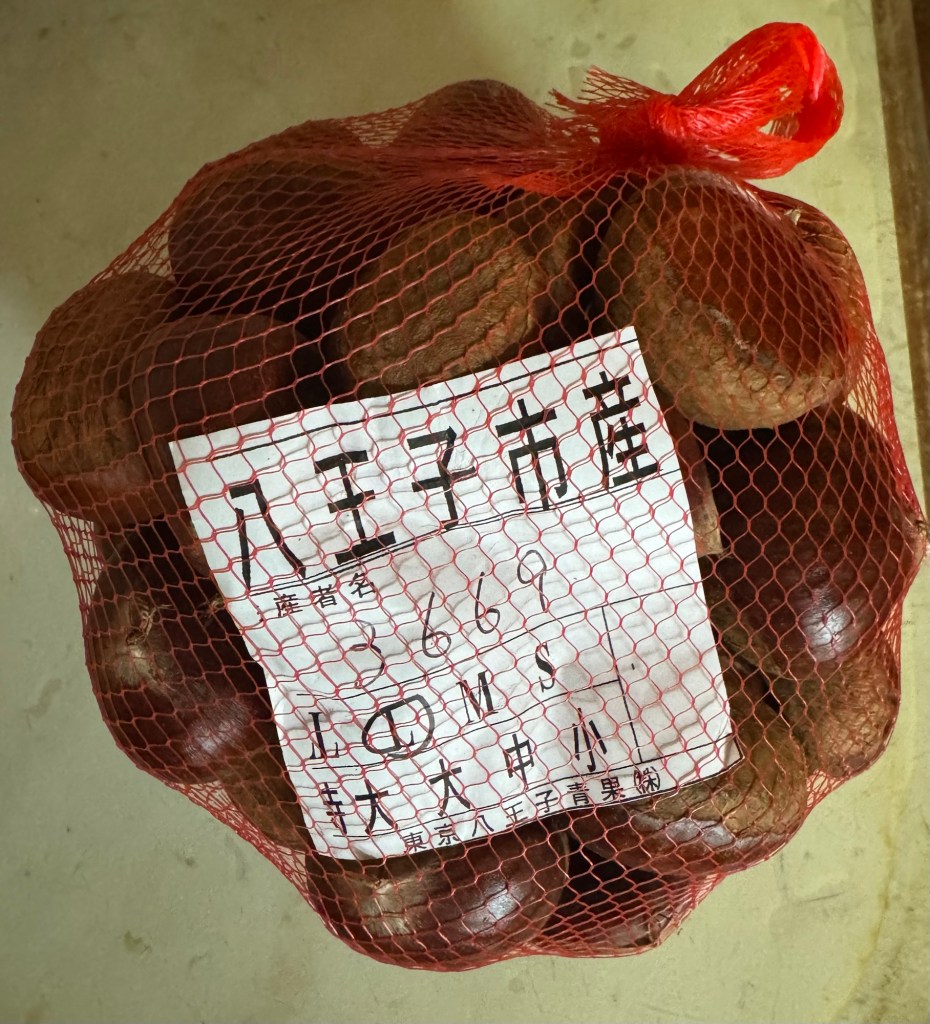 八王子市産
産者名
3669
L L M S
特大 大 中 小
東京八王子青果㈱